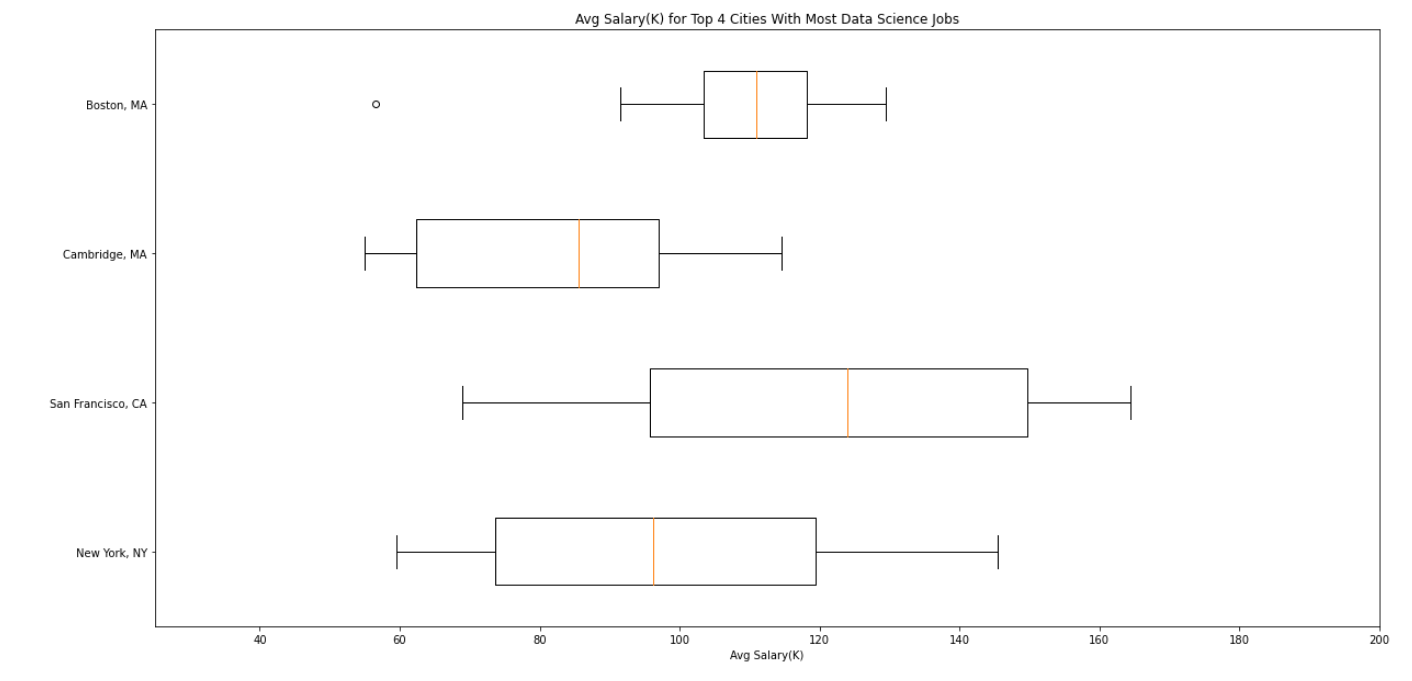 Avg Salary(K) for Top 4 Cities With Most Data Science Jobs
Boston, MA
Cambridge, MA
San Francisco, CA
New York, NY
40 60 80 100 120 140 160 180 200
Avg Salary(K)